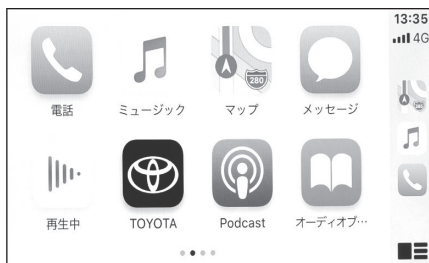 13:35
4G
280
電話
ミュージック
マップ
メッセージ
再生中
TOYOTA
Podcast
オーディオブ…